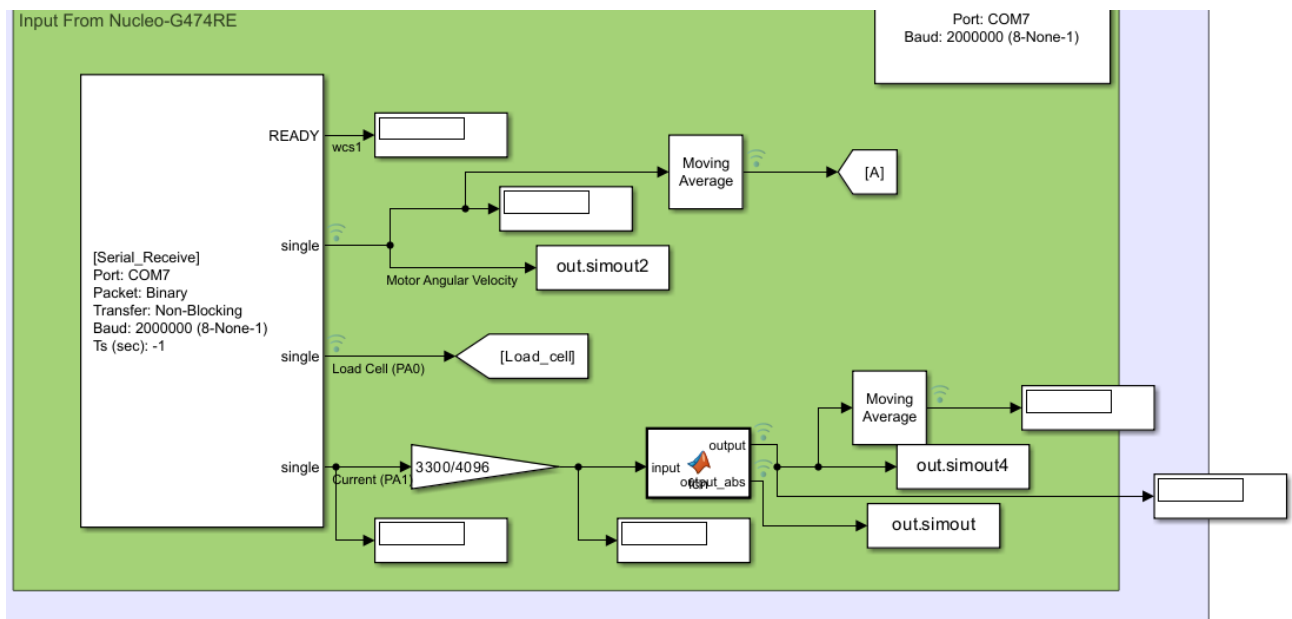 Input From Nucleo-G474RE
Port: COM7
Baud: 2000000 (8-None-1)
READY
wcs1
Moving
Average
[A]
single
[Serial_Receive]
Port: COM7
Packet: Binary
Transfer: Non-Blocking
Baud: 2000000 (8-None-1)
Ts (sec): -1
out.simout2
Motor Angular Velocity
single
Load Cell (PA0)
[Load_cell]
Moving
Average
single
Current (PA1)
3300/4096
input
fcn
output
output_abs
out.simout4
out.simout